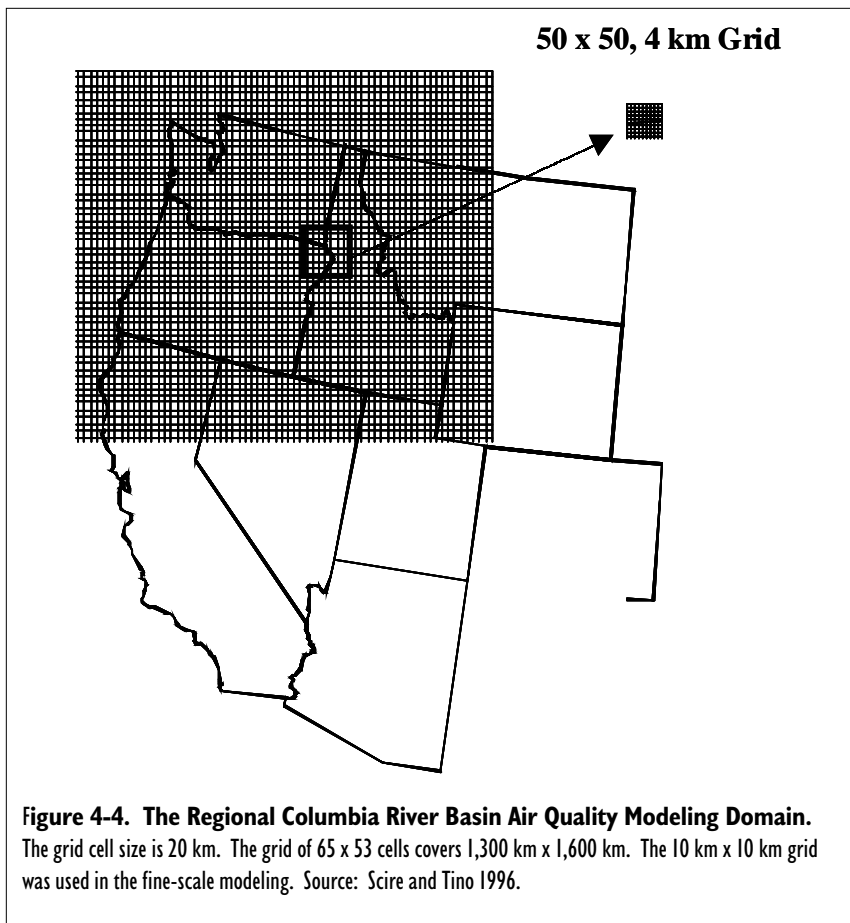 50 x 50, 4 km Grid
Figure 4-4. The Regional Columbia River Basin Air Quality Modeling Domain.
The grid cell size is 20 km. The grid of 65 x 53 cells covers 1,300 km x 1,600 km. The 10 km x 10 km grid
was used in the fine-scale modeling. Source: Scire and Tino 1996.